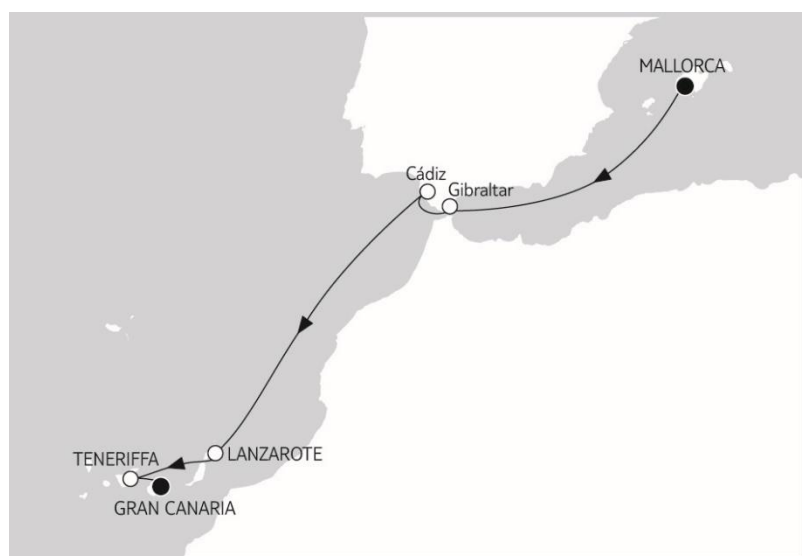 MALLORCA
Cádiz
Gibraltar
LANZAROTE
TENERIFFA
GRAN CANARIA